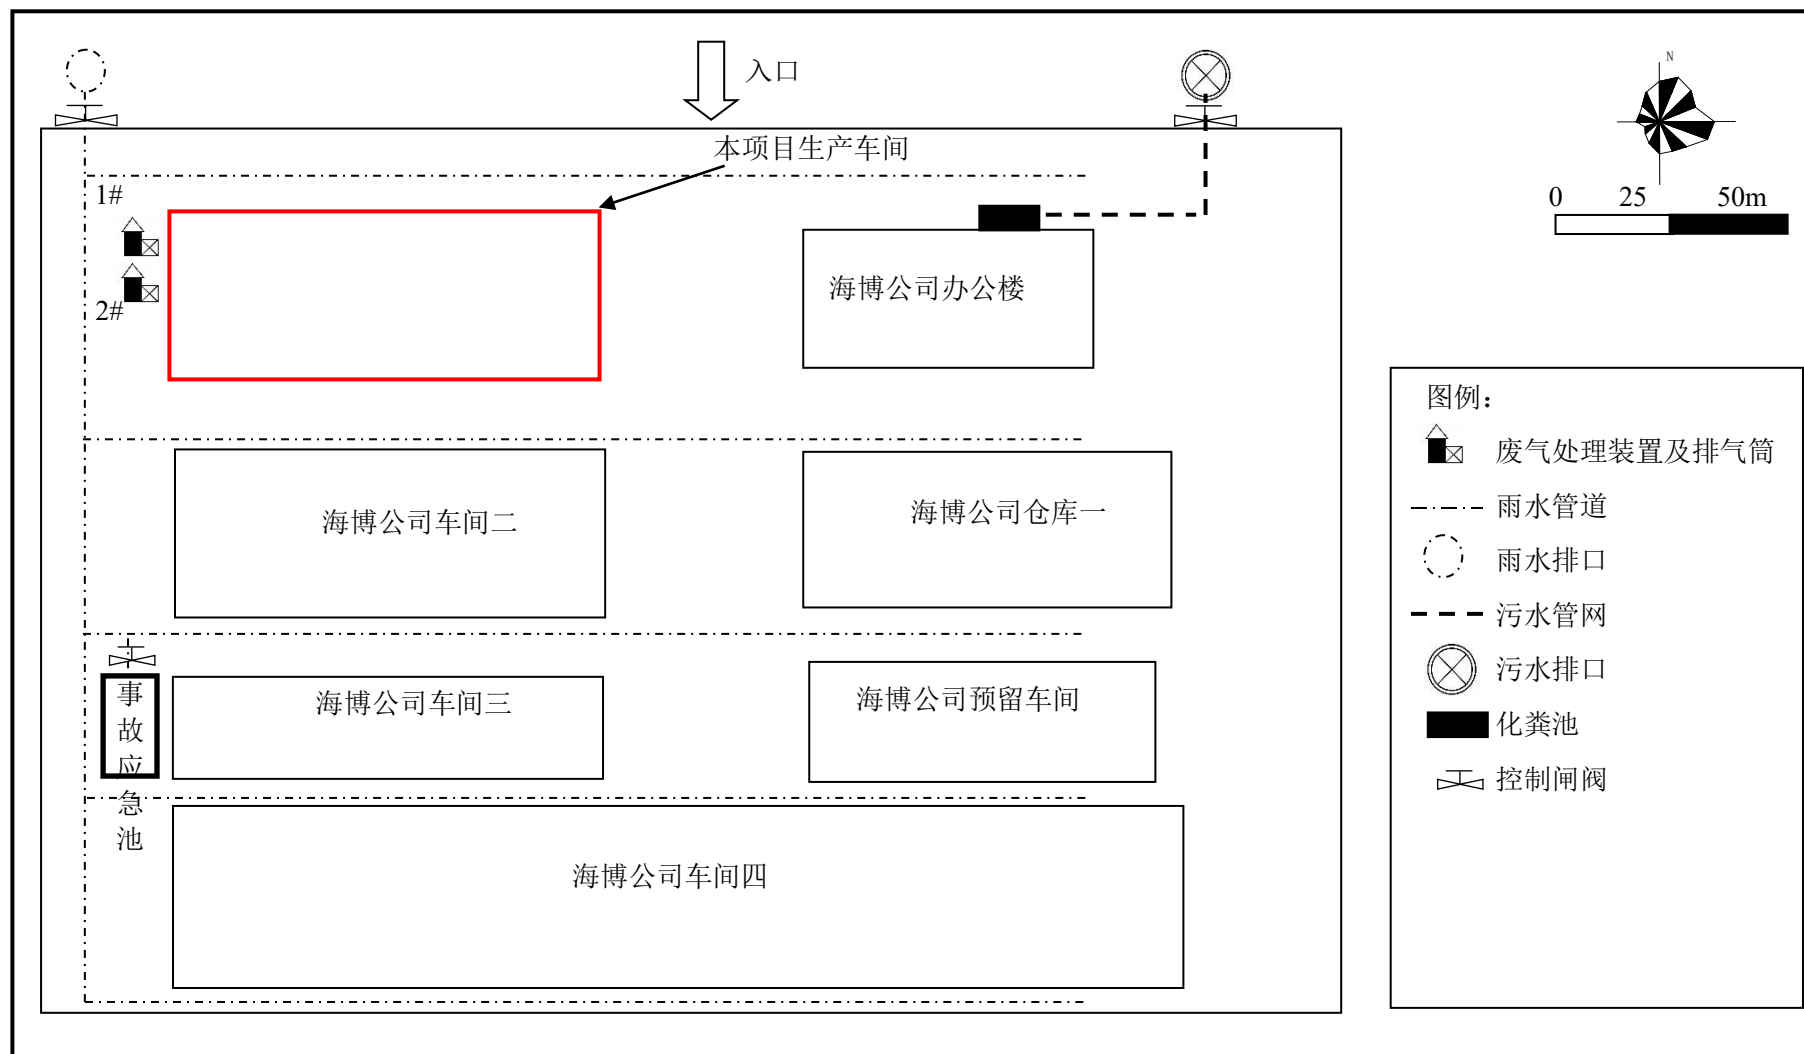 入口
N
本项目生产车间
0 25 50m
1#
2#
海博公司办公楼
图例：
废气处理装置及排气筒
海博公司车间二
海博公司仓库一
雨水管道
雨水排口
污水管网
污水排口
事故应急池
海博公司车间三
海博公司预留车间
化粪池
控制闸阀
海博公司车间四